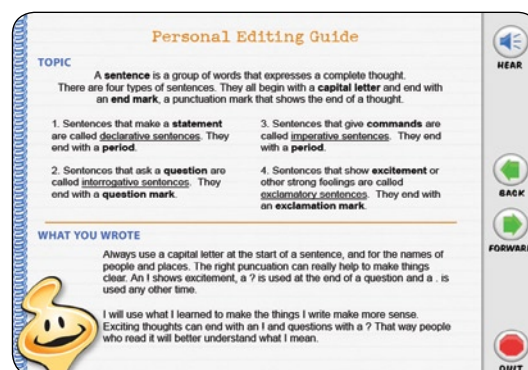 Personal Editing Guide
TOPIC
A sentence is a group of words that expresses a complete thought.
There are four types of sentences. They all begin with a capital letter and end with
an end mark, a punctuation mark that shows the end of a thought.
1. Sentences that make a statement
are called declarative sentences. They
end with a period.
2. Sentences that ask a question are
called interrogative sentences. They
end with a question mark.
3. Sentences that give commands are
called imperative sentences. They end
with a period.
4. Sentences that show excitement or
other strong feelings are called
exclamatory sentences. They end with
an exclamation mark.
WHAT YOU WROTE
Always use a capital letter at the start of a sentence, and for the names of
people and places. The right puncuation can really help to make things
clear. An ! shows excitement, a ? is used at the end of a question and a . is
used any other time.
I will use what I learned to make the things I write make more sense.
Exciting thoughts can end with an ! and questions with a ? That way people
who read it will better understand what I mean.
HEAR
BACK
FORWARD
QUIT